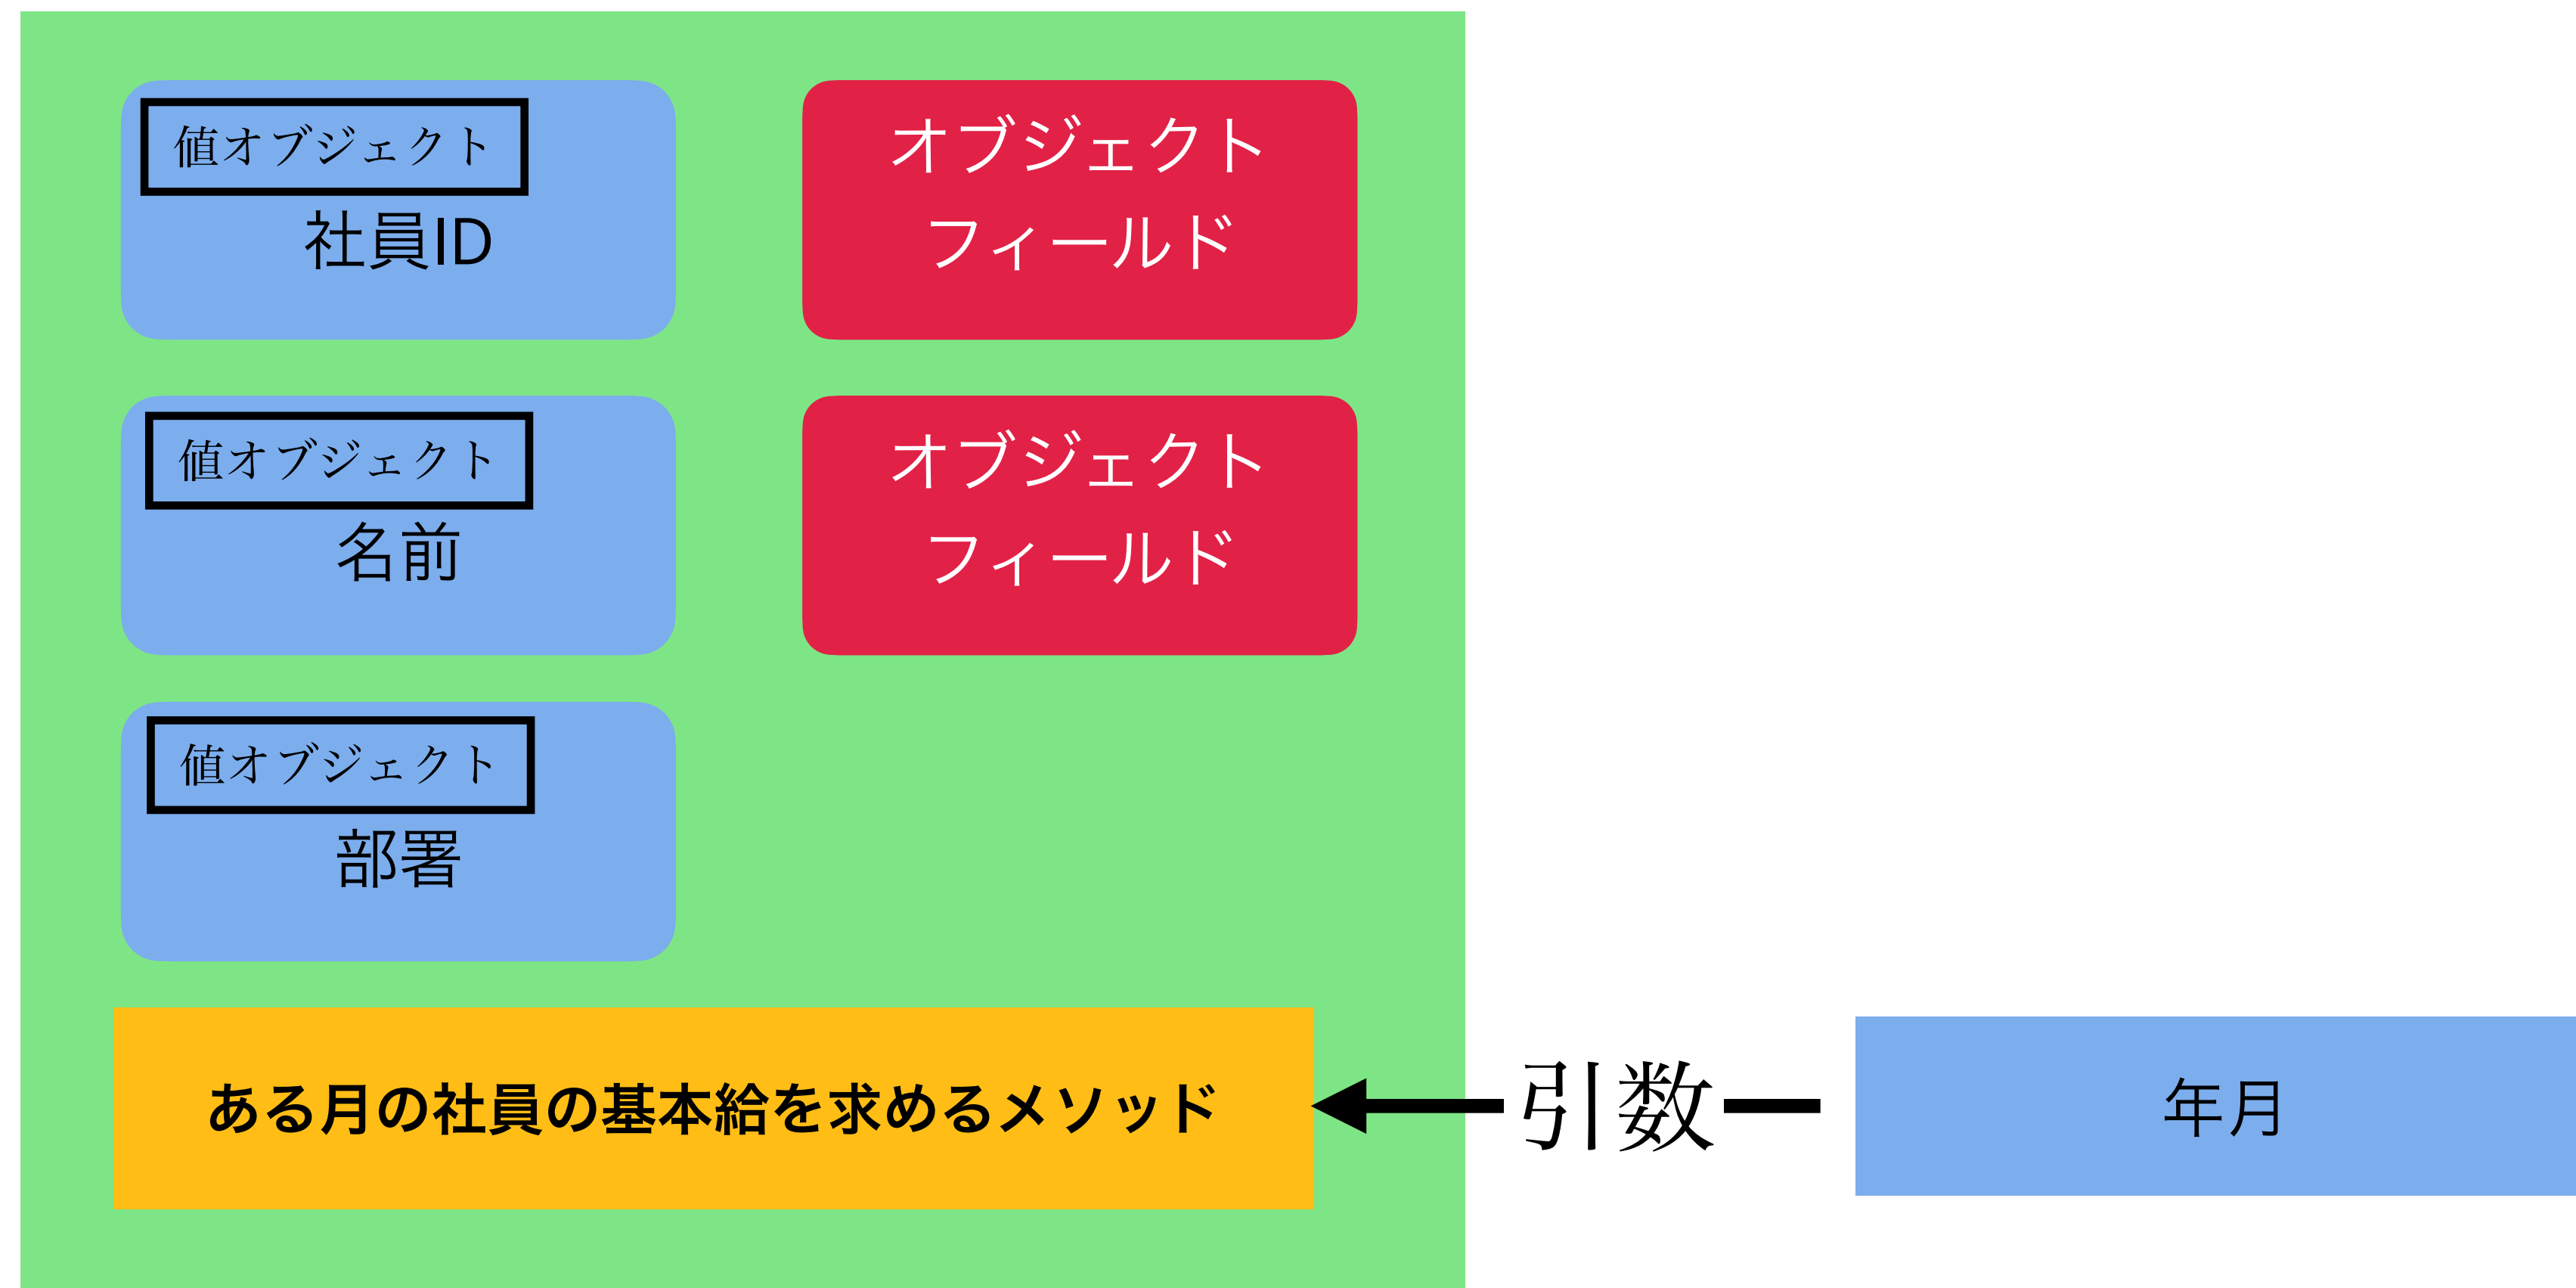 値オブジェクト
社員ID
オブジェクト
フィールド
値オブジェクト
名前
オブジェクト
フィールド
値オブジェクト
部署
ある月の社員の基本給を求めるメソッド
引数
年月